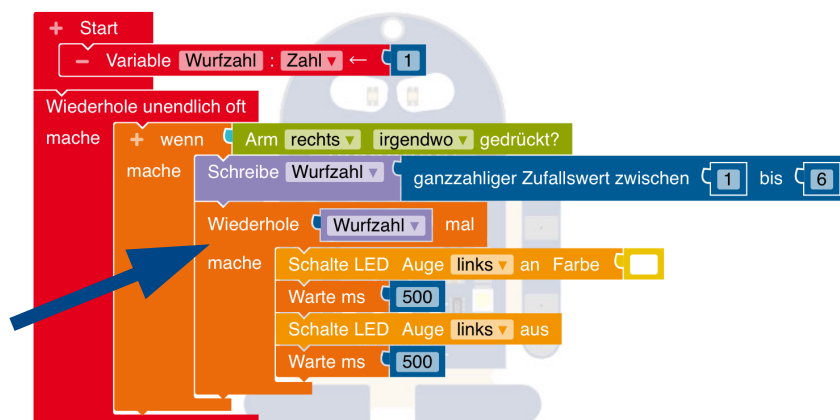 + Start
− Variable Wurfzahl : Zahl ▾ ← 1
Wiederhole unendlich oft
mache + wenn Arm rechts ▾ irgendwo ▾ gedrückt?
mache Schreibe Wurfzahl ▾ ganzzahliger Zufallswert zwischen 1 bis 6
Wiederhole Wurfzahl ▾ mal
mache Schalte LED Auge links ▾ an Farbe
Warte ms 500
Schalte LED Auge links ▾ aus
Warte ms 500